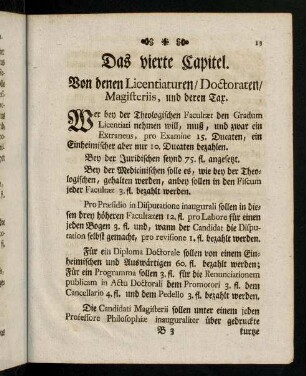 13
Das vierte Capitel.
Von denen Licentiaturen/ Doctoraten/
Magisteriis, und deren Tax.
Wer bey der Theologischen Facultæt den Gradum
Licentiaci nehmen will, muß, und zwar ein
Extraneus, pro Examine 15. Ducaten, ein
Einheimischer aber nur 10. Ducaten bezahlen.
Bey der Juridischen seynd 75. fl. angesetzt.
Bey der Medicinischen solle es, wie bey der Theo-
logischen, gehalten werden, anbey sollen in den Fiscum
jeder Facultæt 3. fl. bezahlt werden.
Pro Præsidio in Disputatione inaugurali sollen in die-
sen drey höheren Facultæten 12. fl. pro Labore für einen
jeden Bogen 3. fl. und, wann der Candidat die Dispu-
tation selbst gemacht, pro revisione 1. fl. bezahlt werden.
Für ein Diploma Doctorale sollen von einem Ein-
heimischen und Auswärtigen 60. fl. bezahlt werden;
Für ein Programma sollen 3. fl. für die Renunciationem
publicam in Actu Doctorali dem Promotori 3. fl. dem
Cancellario 4. fl. und dem Pedello 3. fl. bezahlt werden.
Die Candidati Magisterii sollen unter einem jeden
Professore Philosophiæ inauguraliter über gedruckte
B 3
kurtze